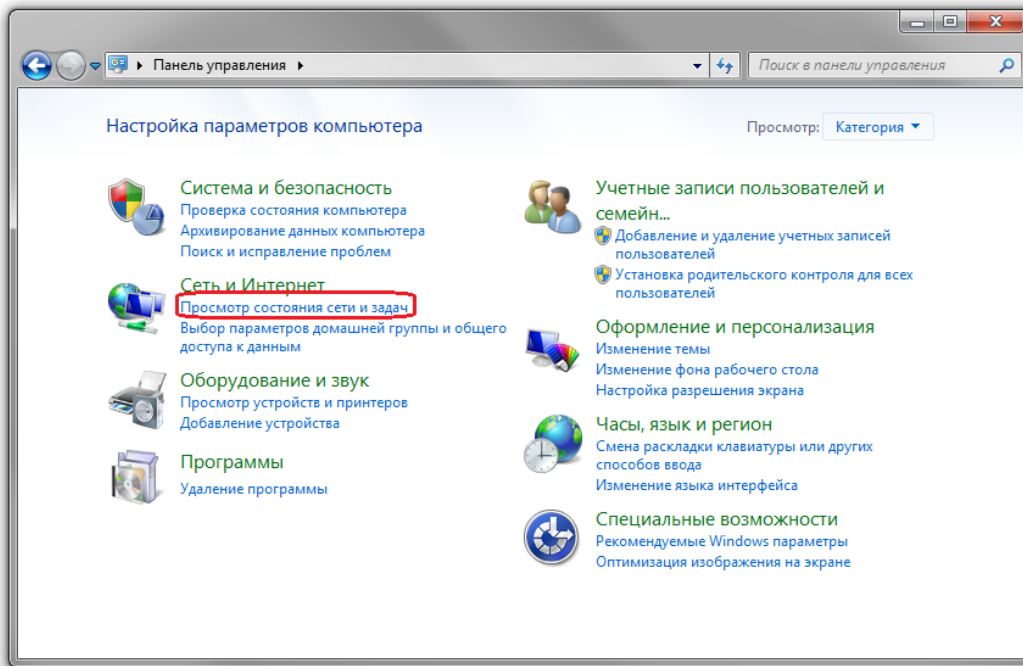 Панель управления
Поиск в панели управления
Настройка параметров компьютера
Просмотр: Категория
Система и безопасность
Проверка состояния компьютера
Архивирование данных компьютера
Поиск и исправление проблем
Сеть и Интернет
Просмотр состояния сети и задач
Выбор параметров домашней группы и общего
доступа к данным
Оборудование и звук
Просмотр устройств и принтеров
Добавление устройства
Программы
Удаление программы
Учетные записи пользователей и
семейн...
Добавление и удаление учетных записей
пользователей
Установка родительского контроля для всех
пользователей
Оформление и персонализация
Изменение темы
Изменение фона рабочего стола
Настройка разрешения экрана
Часы, язык и регион
Смена раскладки клавиатуры или других
способов ввода
Изменение языка интерфейса
Специальные возможности
Рекомендуемые Windows параметры
Оптимизация изображения на экране